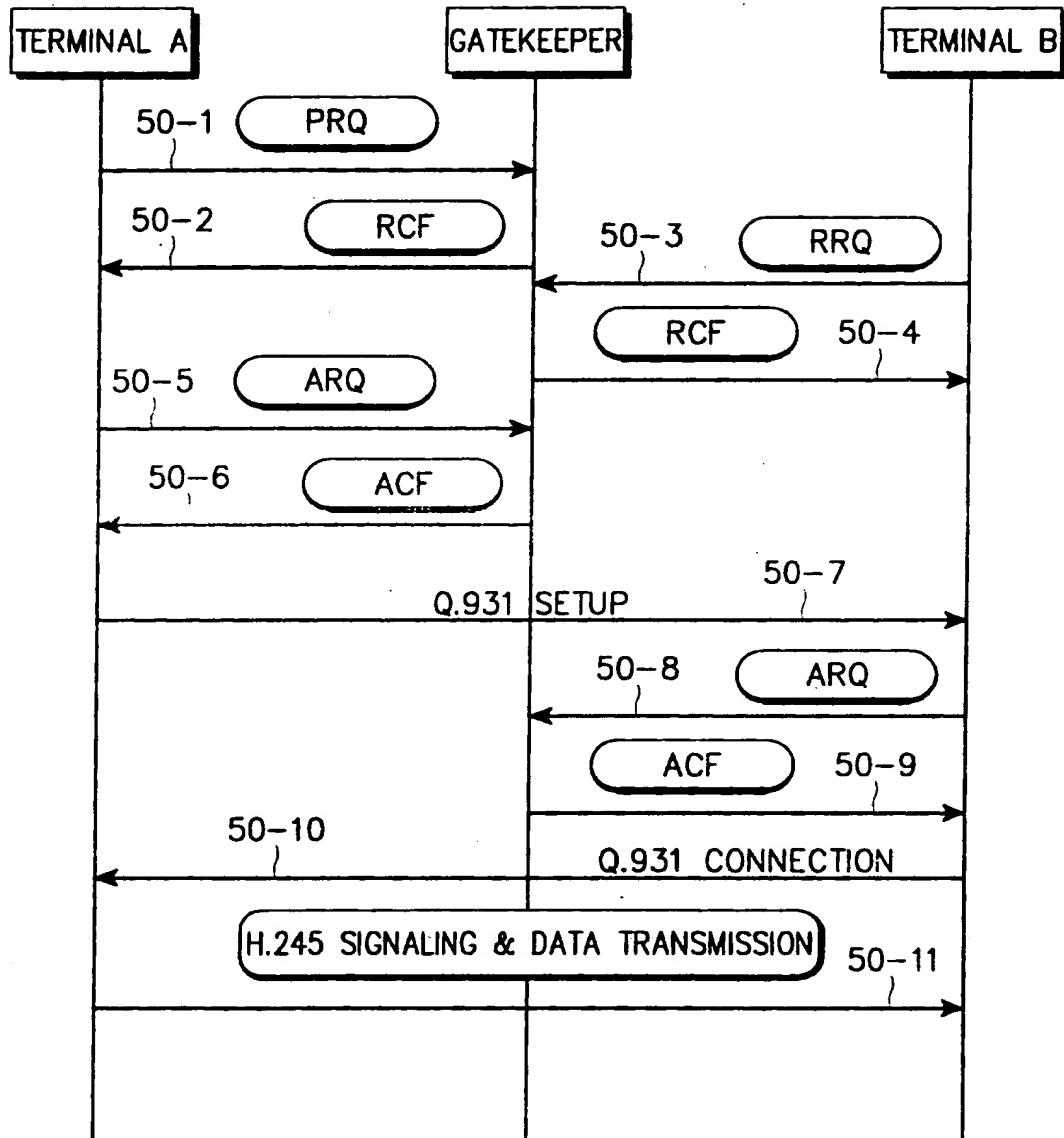 TERMINAL A
GATEKEEPER
TERMINAL B
50-1
PRQ
50-2
RCF
50-3
RRQ
RCF
50-4
50-5
ARQ
50-6
ACF
50-7
Q.931 SETUP
50-8
ARQ
ACF
50-9
50-10
Q.931 CONNECTION
H.245 SIGNALING & DATA TRANSMISSION
50-11